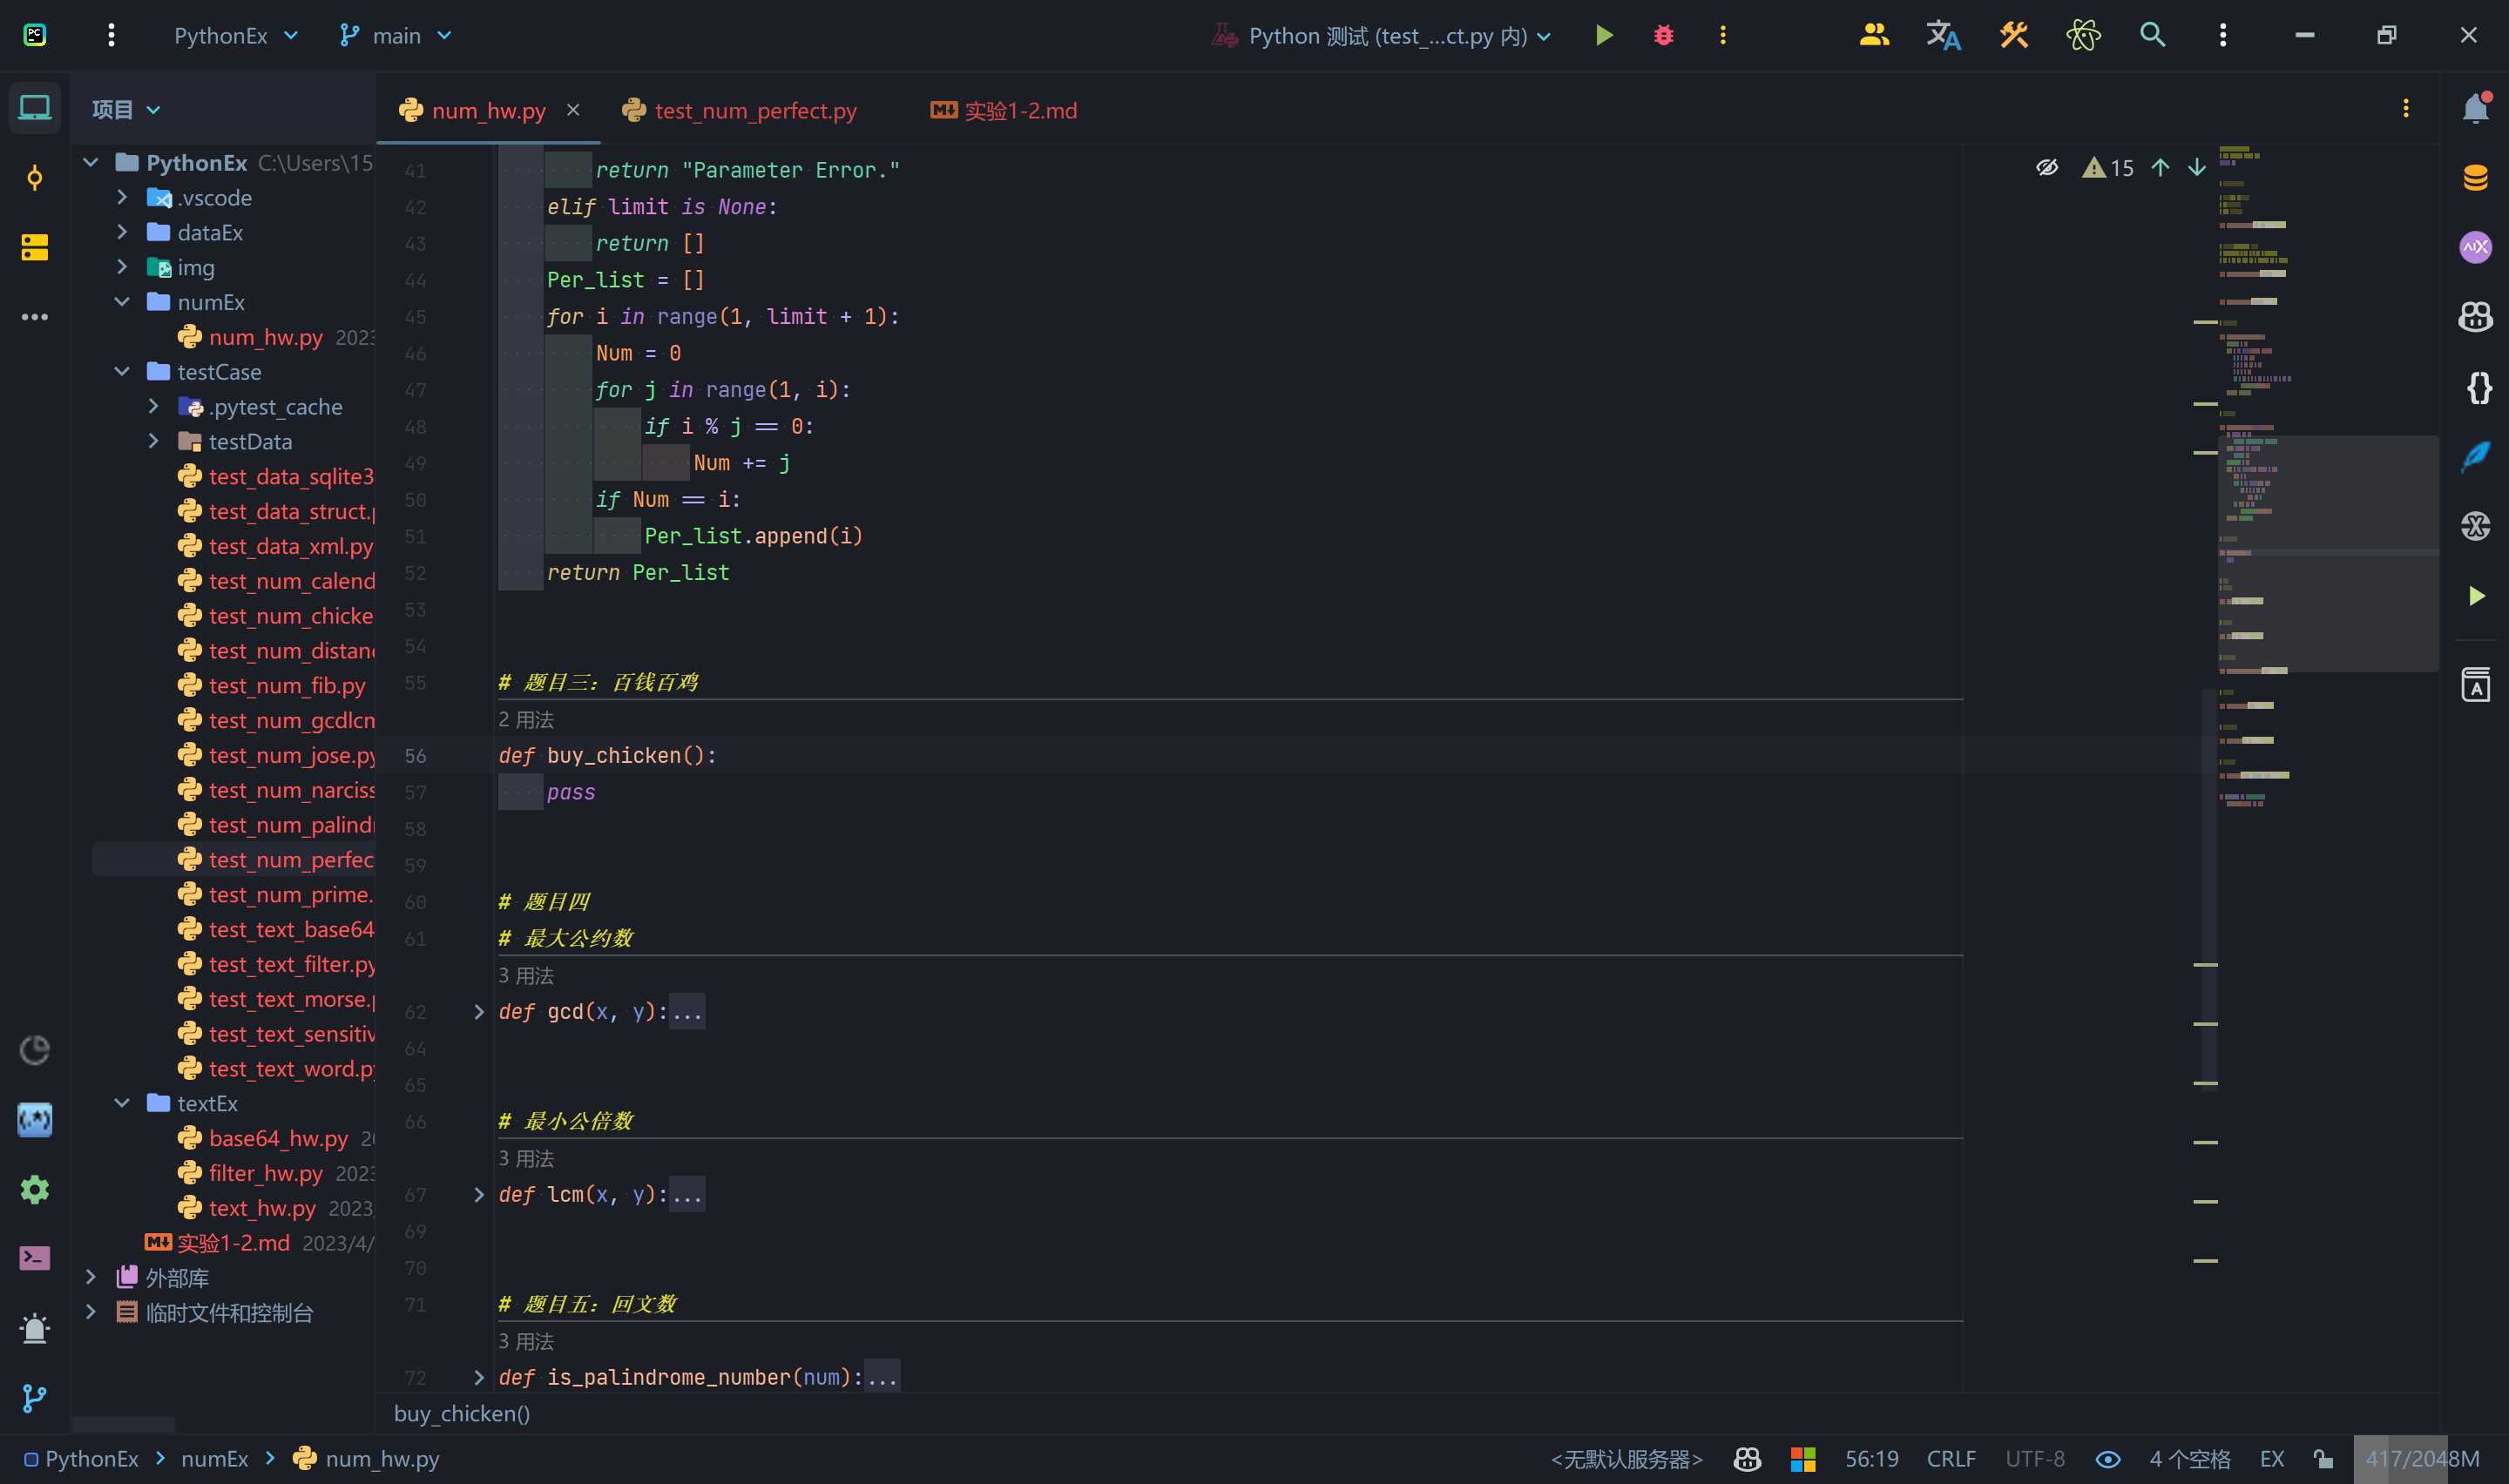 PythonEx
main
Python 测试 (test_...ct.py 内)
项目
num_hw.py
test_num_perfect.py
实验1-2.md
PythonEx C:\Users\15
.vscode
dataEx
img
numEx
num_hw.py 2023
testCase
.pytest_cache
testData
test_data_sqlite3
test_data_struct.p
test_data_xml.py
test_num_calend
test_num_chicke
test_num_distanc
test_num_fib.py
test_num_gcdlcm
test_num_jose.py
test_num_narciss
test_num_palindr
test_num_perfec
test_num_prime.
test_text_base64
test_text_filter.py
test_text_morse.p
test_text_sensitiv
test_text_word.py
textEx
base64_hw.py 20
filter_hw.py 2023
text_hw.py 2023/
实验1-2.md 2023/4/
外部库
临时文件和控制台
15
41 return "Parameter Error."
42 elif limit is None:
43 return []
44 Per_list = []
45 for i in range(1, limit + 1):
46 Num = 0
47 for j in range(1, i):
48 if i % j == 0:
49 Num += j
50 if Num == i:
51 Per_list.append(i)
52 return Per_list
53
54
55 # 题目三：百钱百鸡
2 用法
56 def buy_chicken():
57 pass
58
59
60 # 题目四
61 # 最大公约数
3 用法
62 def gcd(x, y):...
64
65
66 # 最小公倍数
3 用法
67 def lcm(x, y):...
69
70
71 # 题目五：回文数
3 用法
72 def is_palindrome_number(num):...
buy_chicken()
PythonEx > numEx > num_hw.py
<无默认服务器>
56:19
CRLF
UTF-8
4 个空格
EX
417/2048M